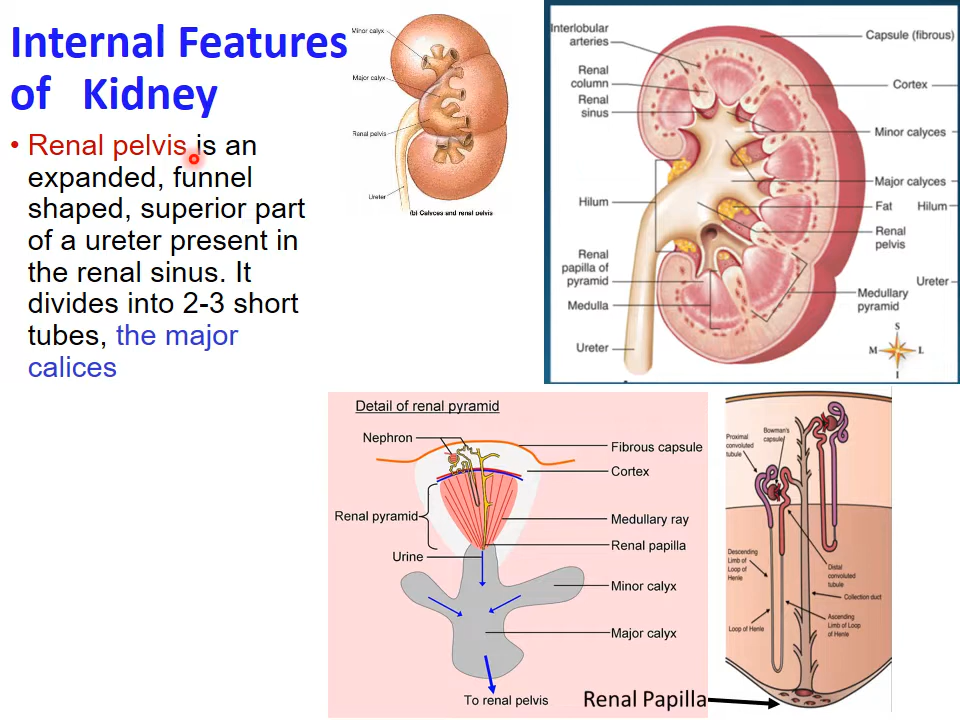 Internal Features
of Kidney
• Renal pelvis is an
expanded, funnel
shaped, superior part
of a ureter present in
the renal sinus. It
divides into 2-3 short
tubes, the major
calices
Minor calyx
Major calyx
Renal pelvis
Ureter
(b) Calyces and renal pelvis
Interlobular
arteries
Renal
column
Renal
sinus
Hilum
Renal
papilla of
pyramid
Medulla
Ureter
Capsule (fibrous)
Cortex
Minor calyces
Major calyces
Fat
Hilum
Renal
pelvis
Ureter
Medullary
pyramid
S
M
L
I
Detail of renal pyramid
Nephron
Renal pyramid
Urine
Fibrous capsule
Cortex
Medullary ray
Renal papilla
Minor calyx
Major calyx
To renal pelvis
Proximal
convoluted
tubule
Bowman's
capsule
Descending
Limb of
Loop of
Henle
Loop of Henle
Distal
convoluted
tubule
Collection duct
Ascending
Limb of Loop
of Henle
Renal Papilla